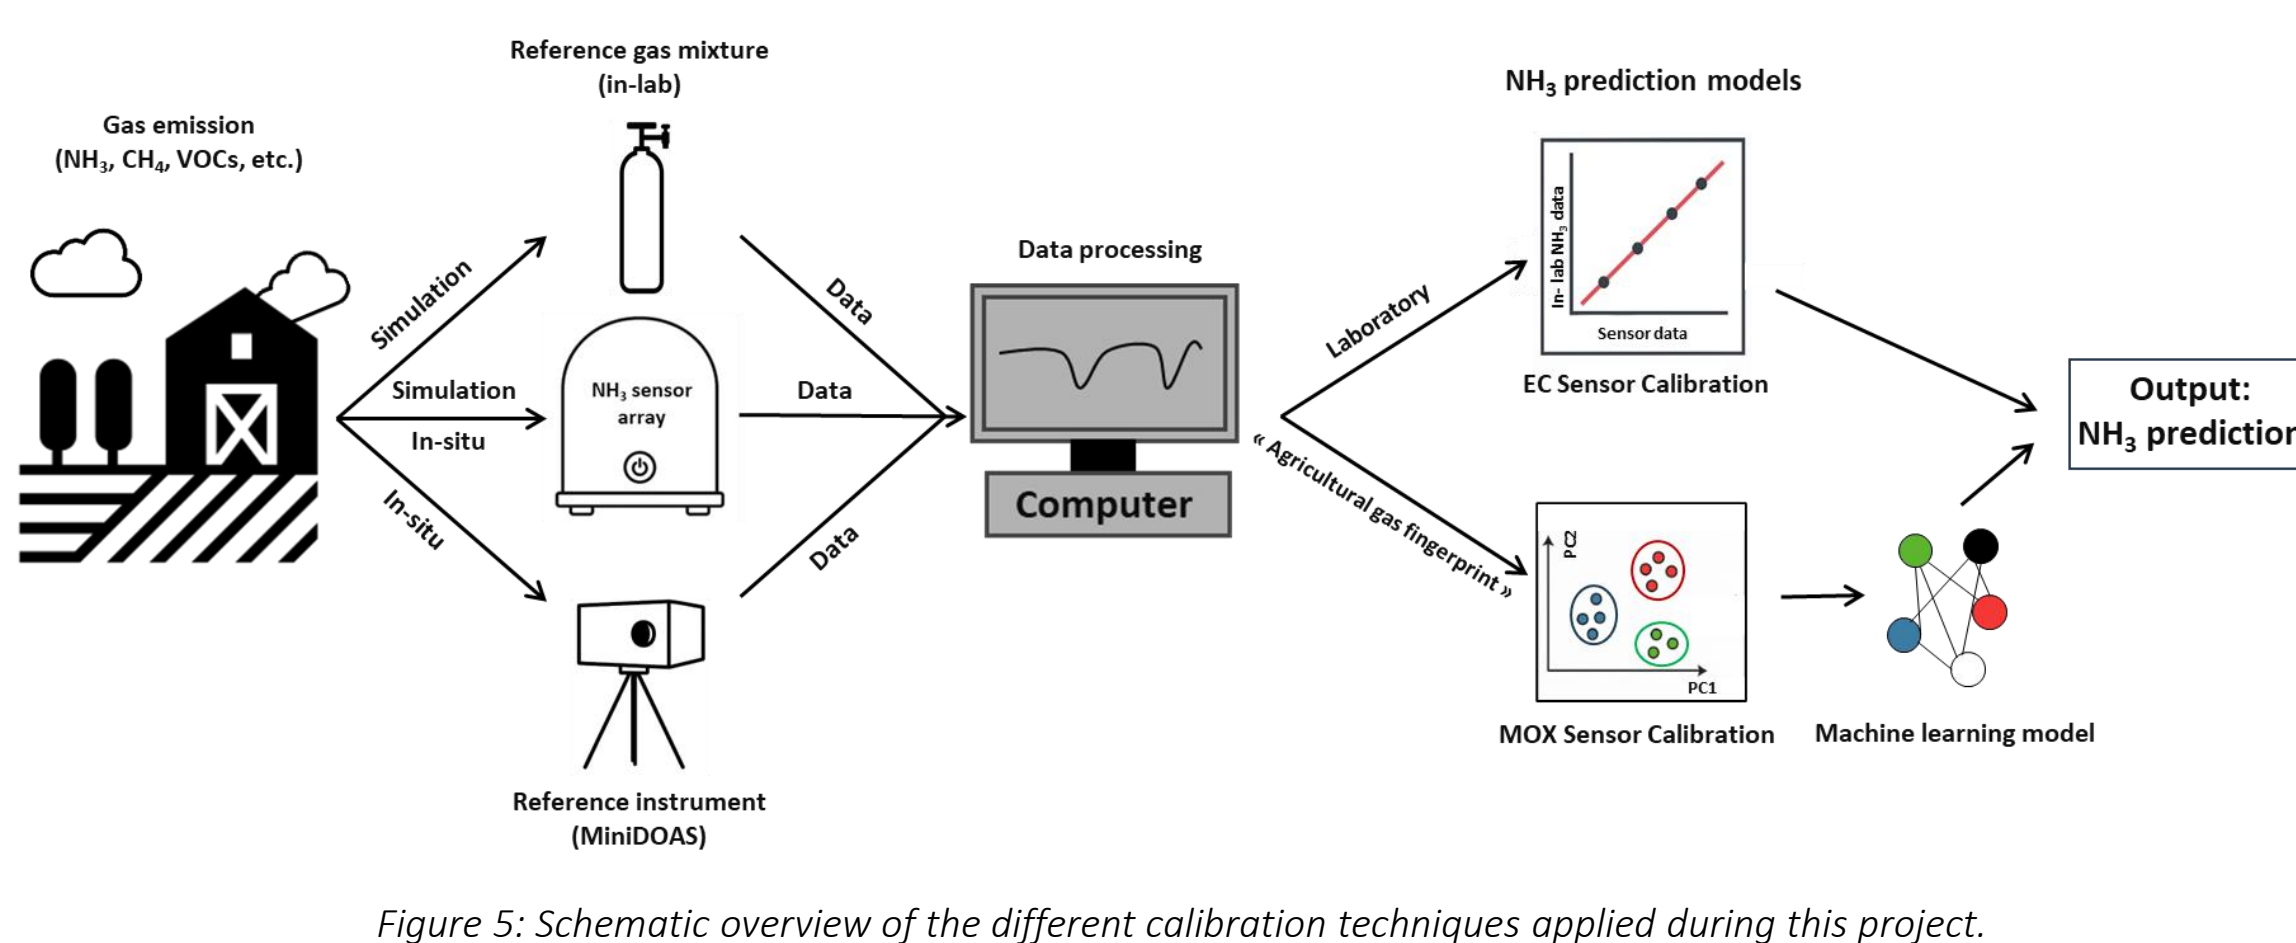 Reference gas mixture
(in-lab)
Gas emission
(NH₃, CH₄, VOCs, etc.)
Simulation
Simulation
In-situ
In-situ
NH₃ sensor
array
Reference instrument
(MiniDOAS)
Data
Data
Data
Data processing
Computer
Laboratory
« Agricultural gas fingerprint »
NH₃ prediction models
In- lab NH₃ data
Sensor data
EC Sensor Calibration
PC2
PC1
MOX Sensor Calibration
Machine learning model
Output:
NH₃ prediction
Figure 5: Schematic overview of the different calibration techniques applied during this project.